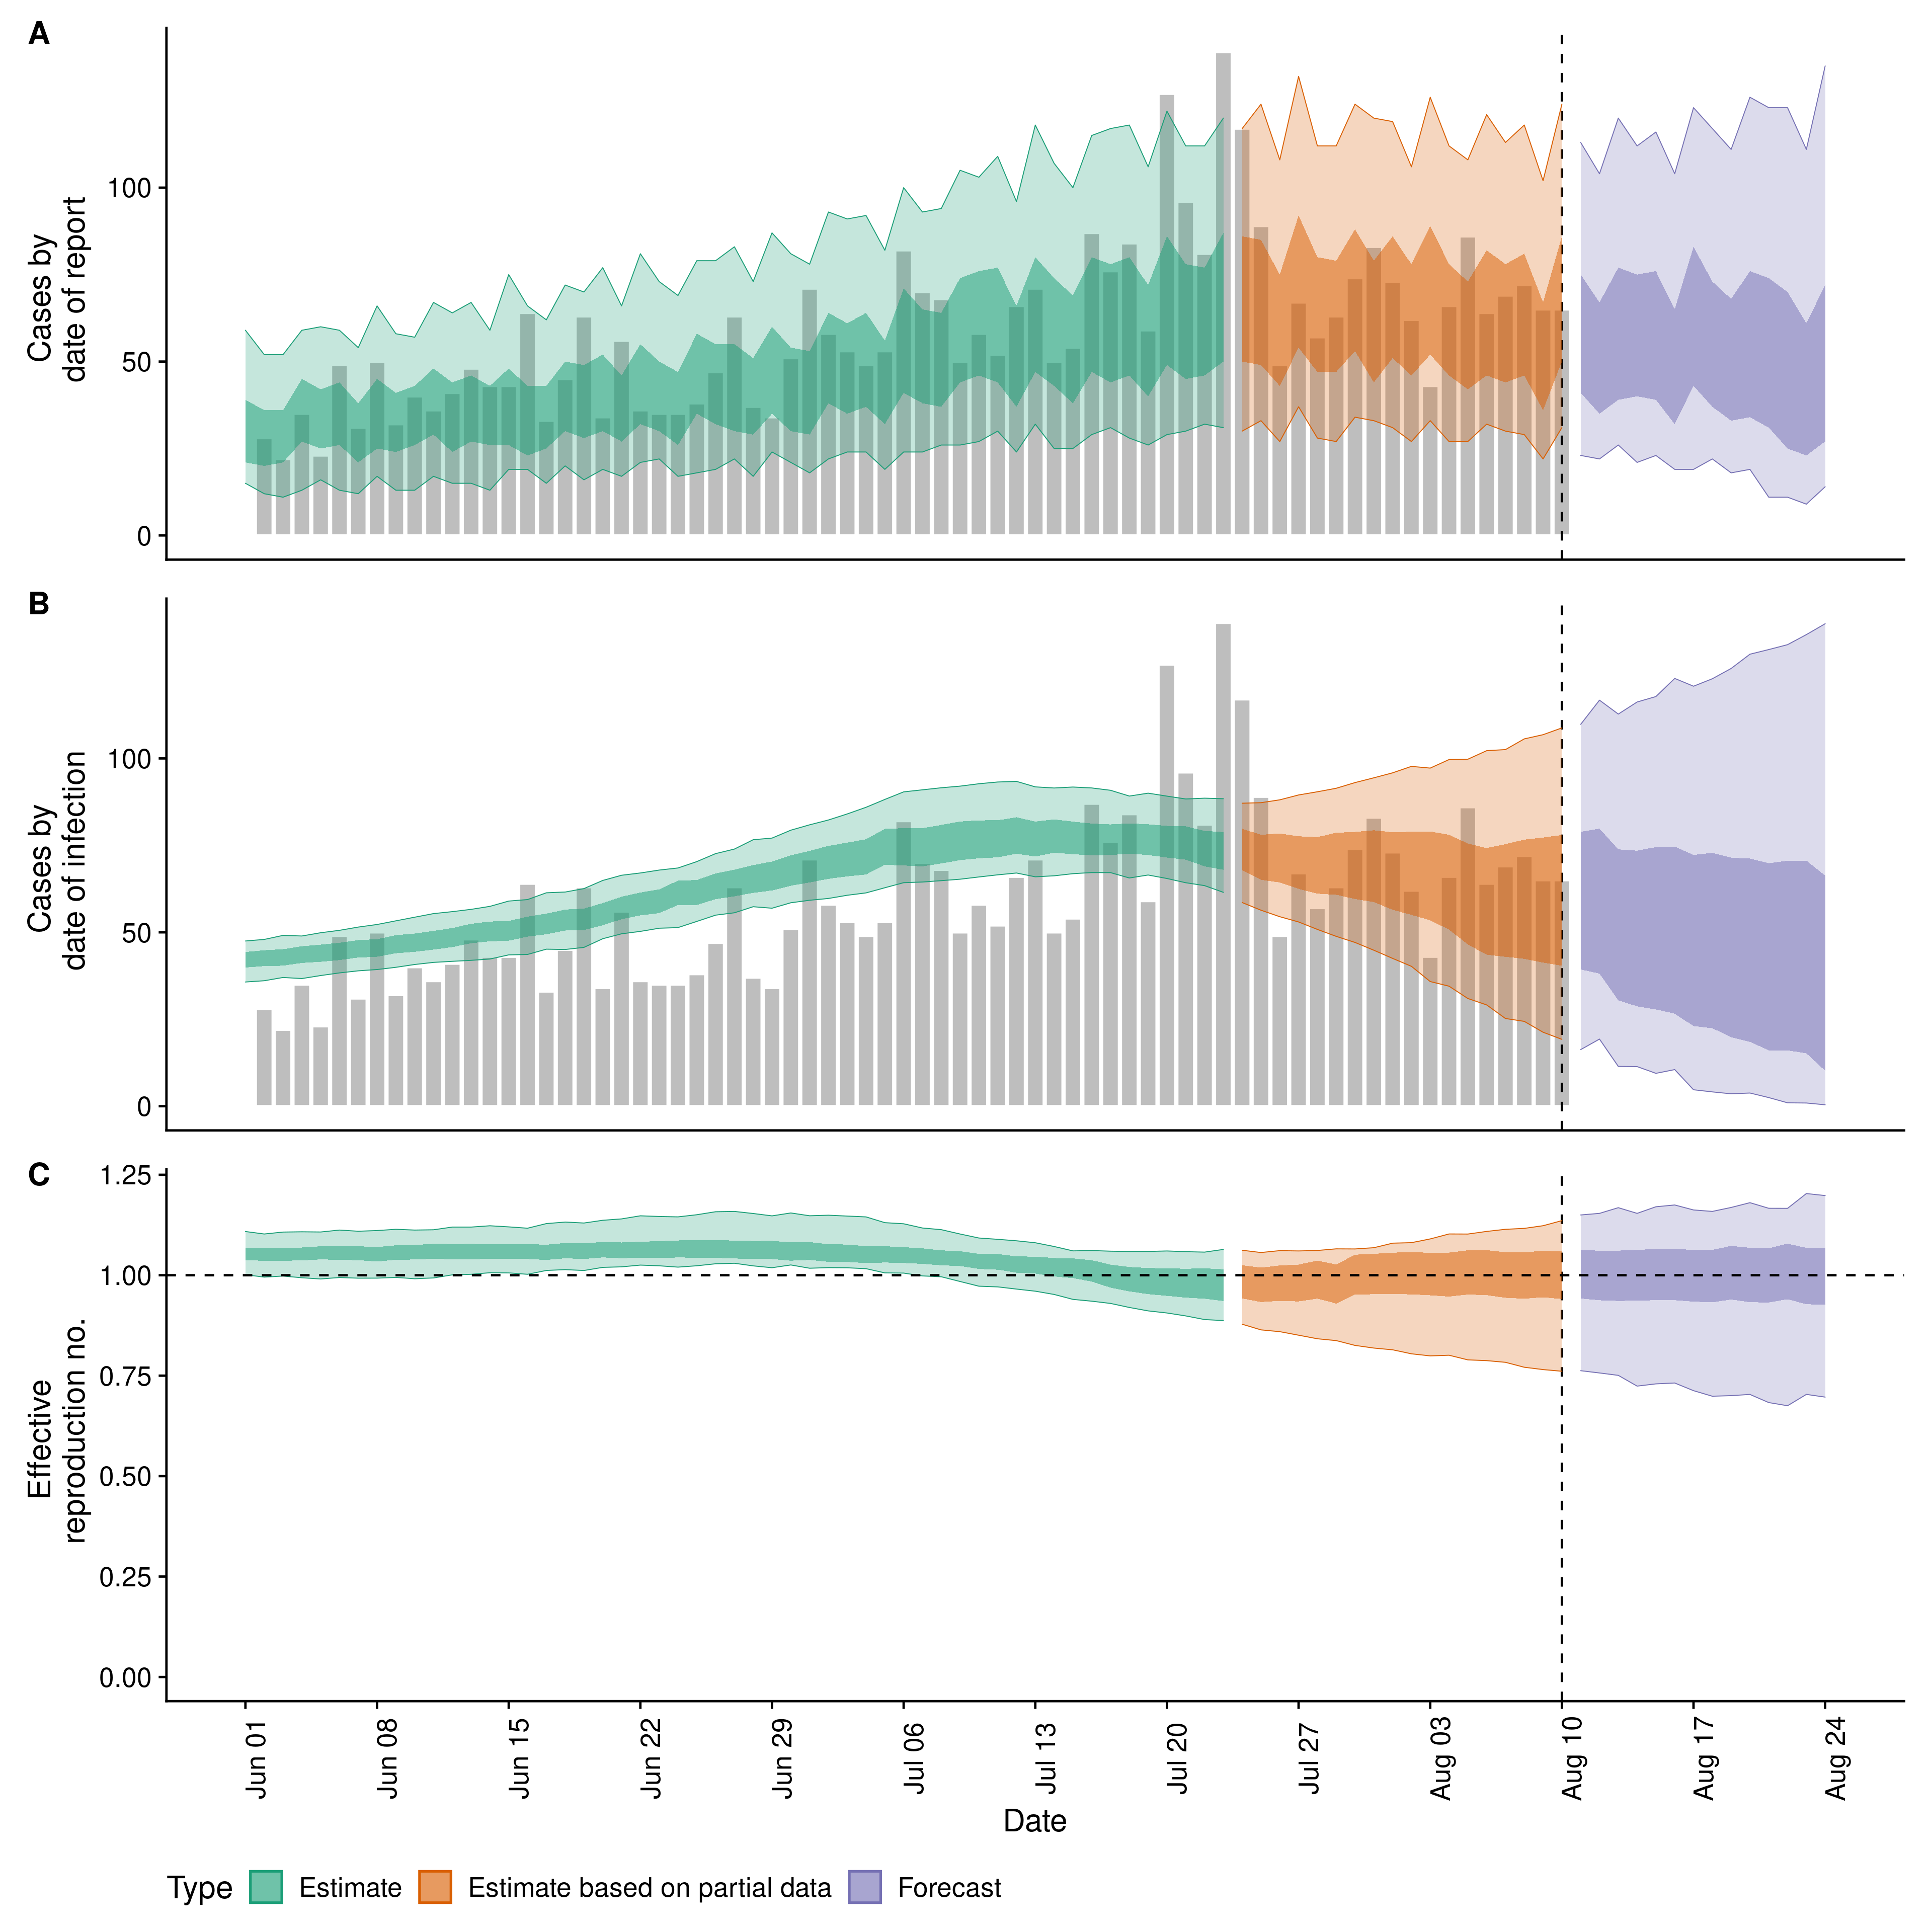 A
Cases by
date of report
100
50
0
B
Cases by
date of infection
100
50
0
C
Effective
reproduction no.
1.25
1.00
0.75
0.50
0.25
0.00
Jun 01
Jun 08
Jun 15
Jun 22
Jun 29
Jul 06
Jul 13
Jul 20
Jul 27
Aug 03
Aug 10
Aug 17
Aug 24
Date
Type Estimate Estimate based on partial data Forecast